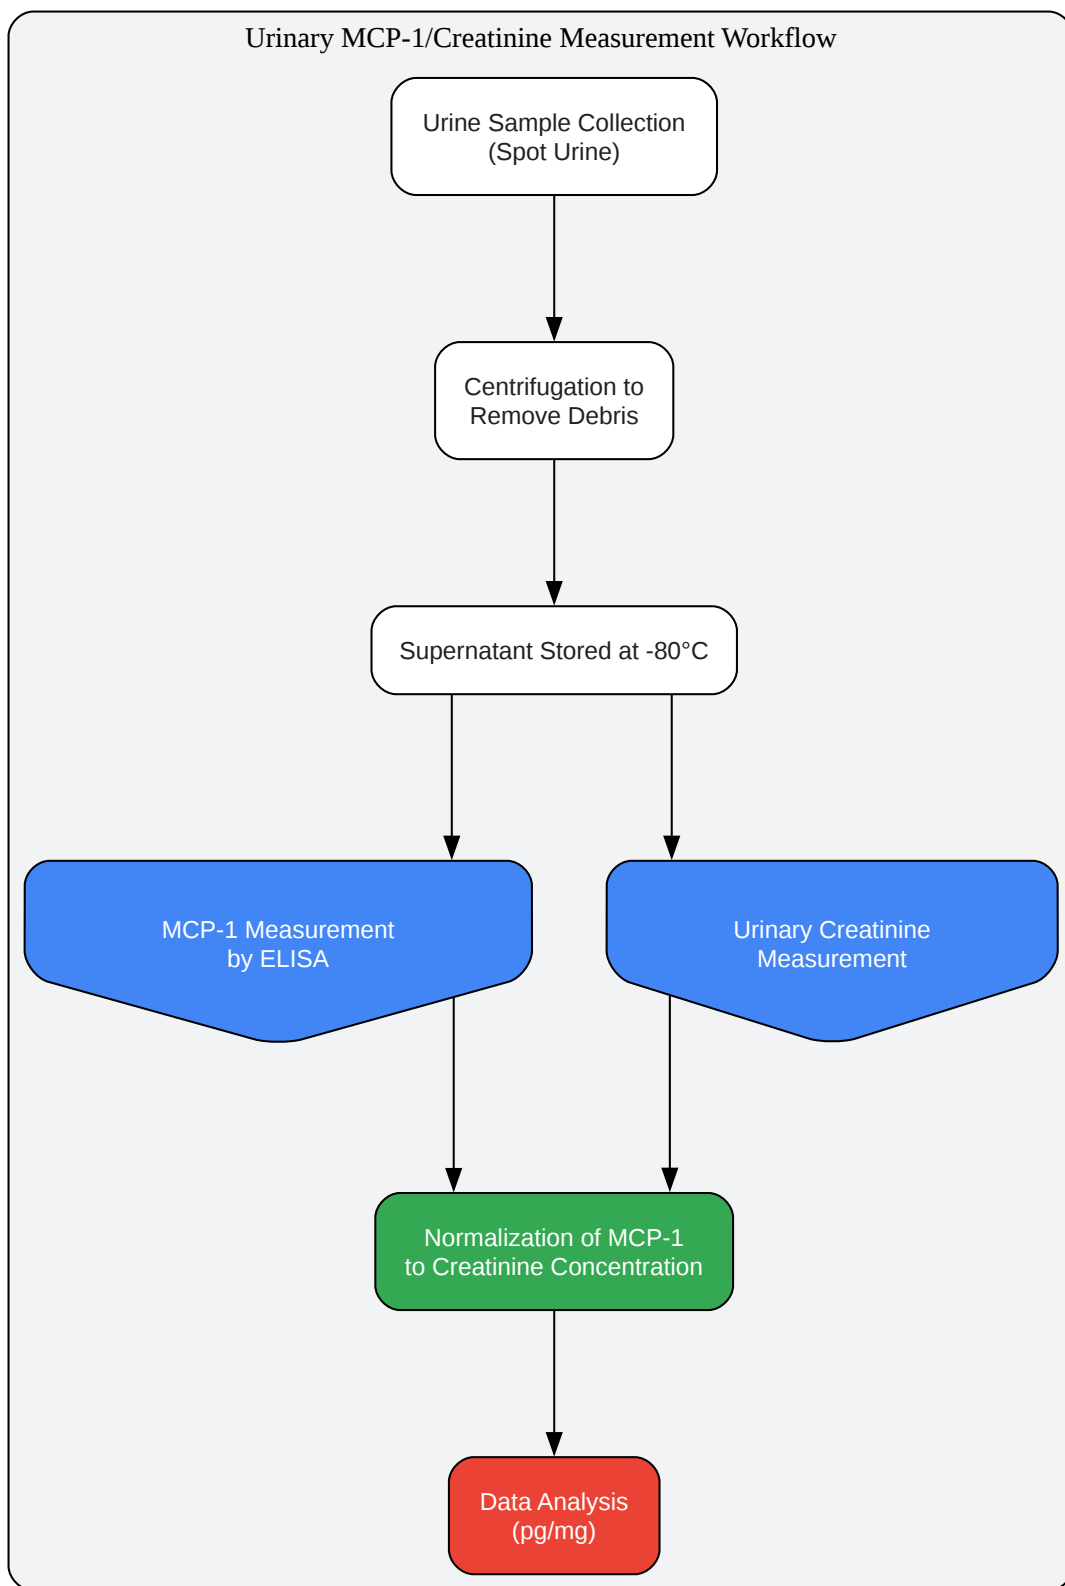 Urinary MCP-1/Creatinine Measurement Workflow
Urine Sample Collection
(Spot Urine)
Centrifugation to
Remove Debris
Supernatant Stored at -80°C
MCP-1 Measurement
by ELISA
Urinary Creatinine
Measurement
Normalization of MCP-1
to Creatinine Concentration
Data Analysis
(pg/mg)